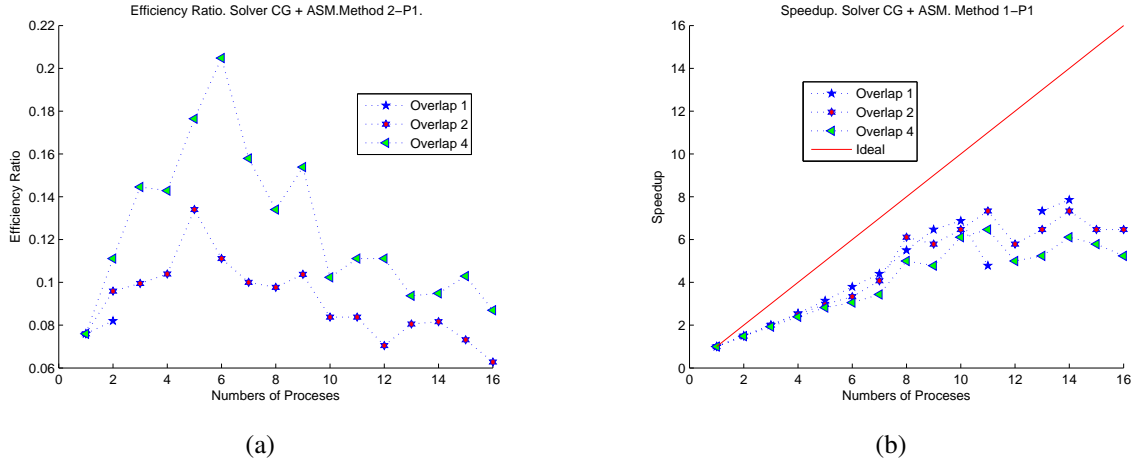 Efficiency Ratio. Solver CG + ASM.Method 2−P1.
0.22
0.2
0.18
0.16
0.14
0.12
0.1
0.08
0.06
Efficiency Ratio
Overlap 1
Overlap 2
Overlap 4
0 2 4 6 8 10 12 14 16
Numbers of Proceses
(a)
Speedup. Solver CG + ASM. Method 1−P1
16
14
12
10
8
6
4
2
0
Speedup
Overlap 1
Overlap 2
Overlap 4
Ideal
0 2 4 6 8 10 12 14 16
Numbers of Proceses
(b)